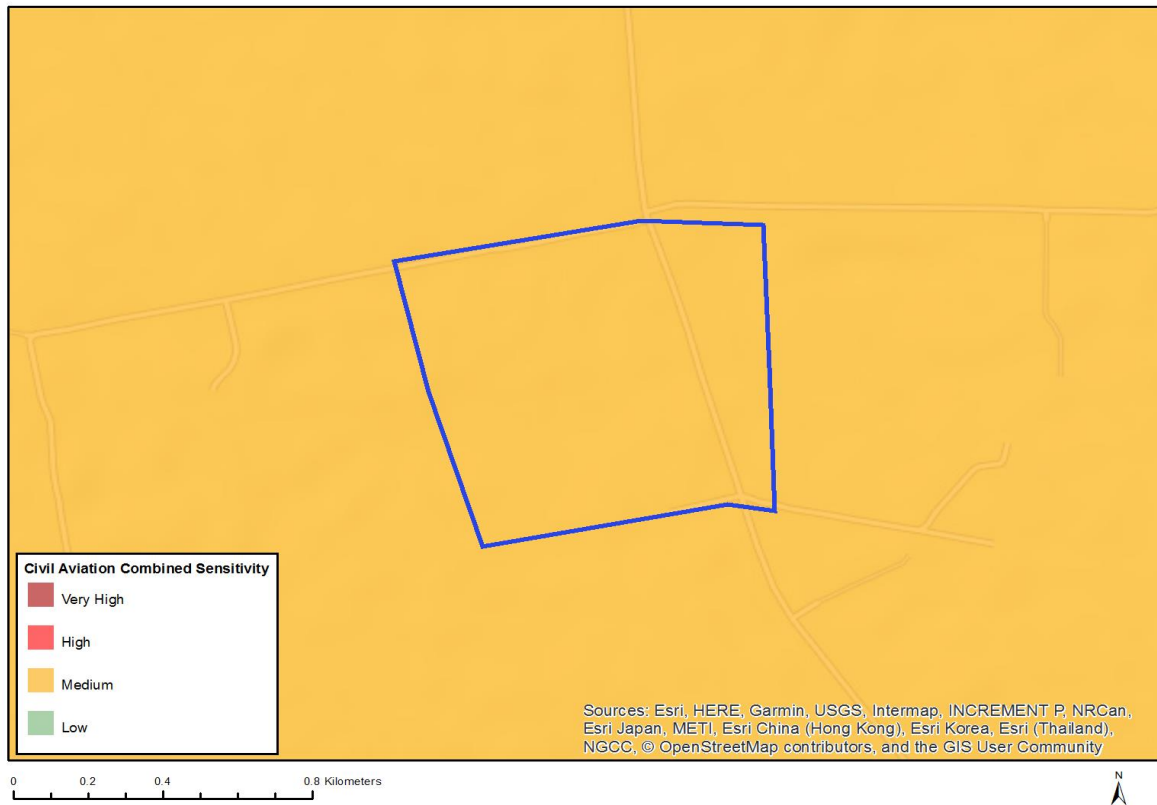 Civil Aviation Combined Sensitivity
Very High
High
Medium
Low
Sources: Esri, HERE, Garmin, USGS, Intermap, INCREMENT P, NRCan,
Esri Japan, METI, Esri China (Hong Kong), Esri Korea, Esri (Thailand),
NGCC, © OpenStreetMap contributors, and the GIS User Community
0 0.2 0.4 0.8 Kilometers
N